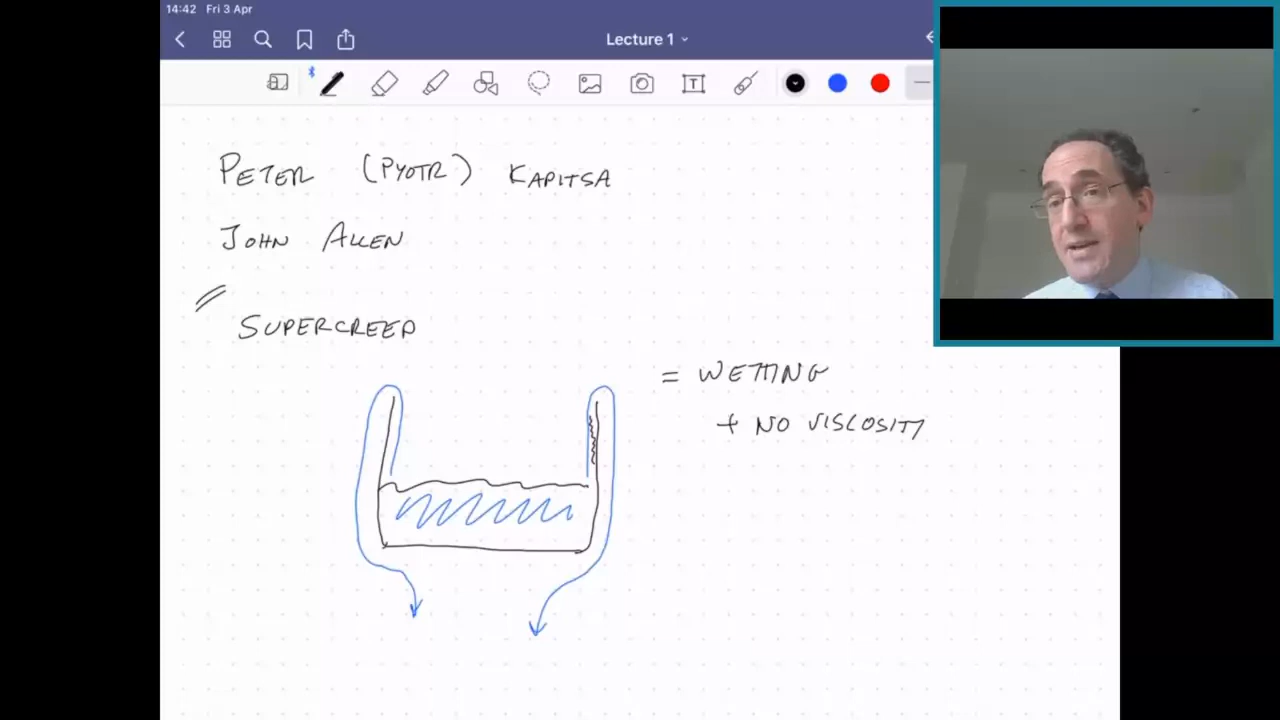 14:42 Fri 3 Apr
Lecture 1
T
PETER (PYOTR) KAPITSA
JOHN ALLEN
SUPERCREEP
= WETTING
+ NO VISCOSITY